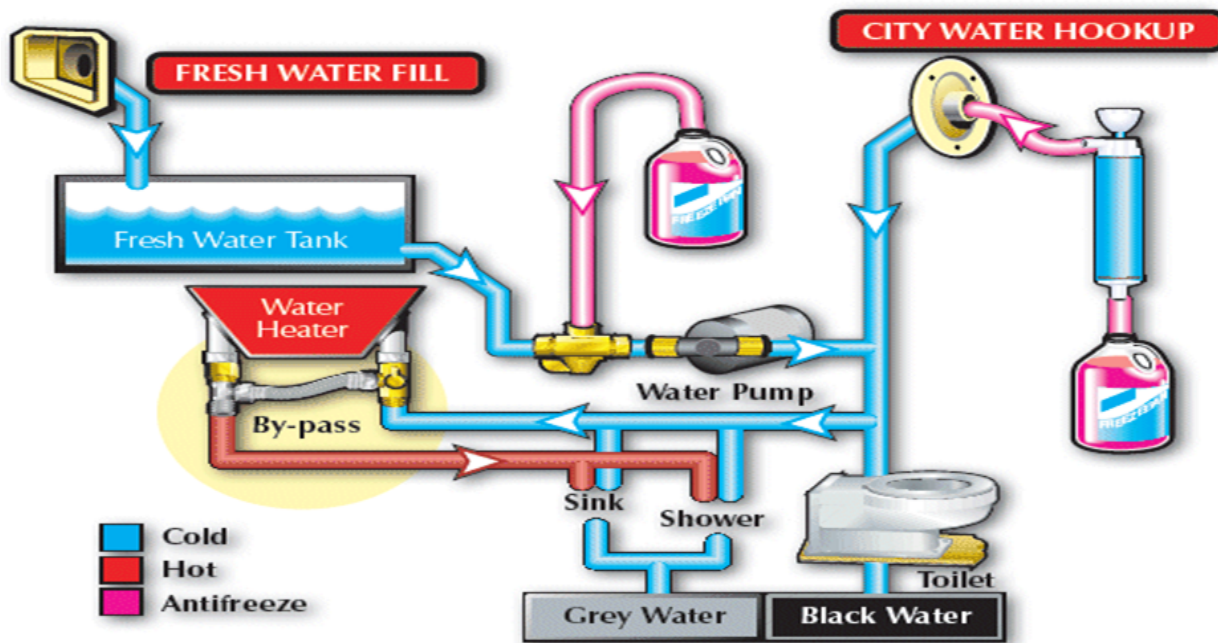 CITY WATER HOOKUP
FRESH WATER FILL
Fresh Water Tank
Water
Heater
Water Pump
By-pass
Sink
Shower
Cold
Hot
Antifreeze
Toilet
Grey Water
Black Water